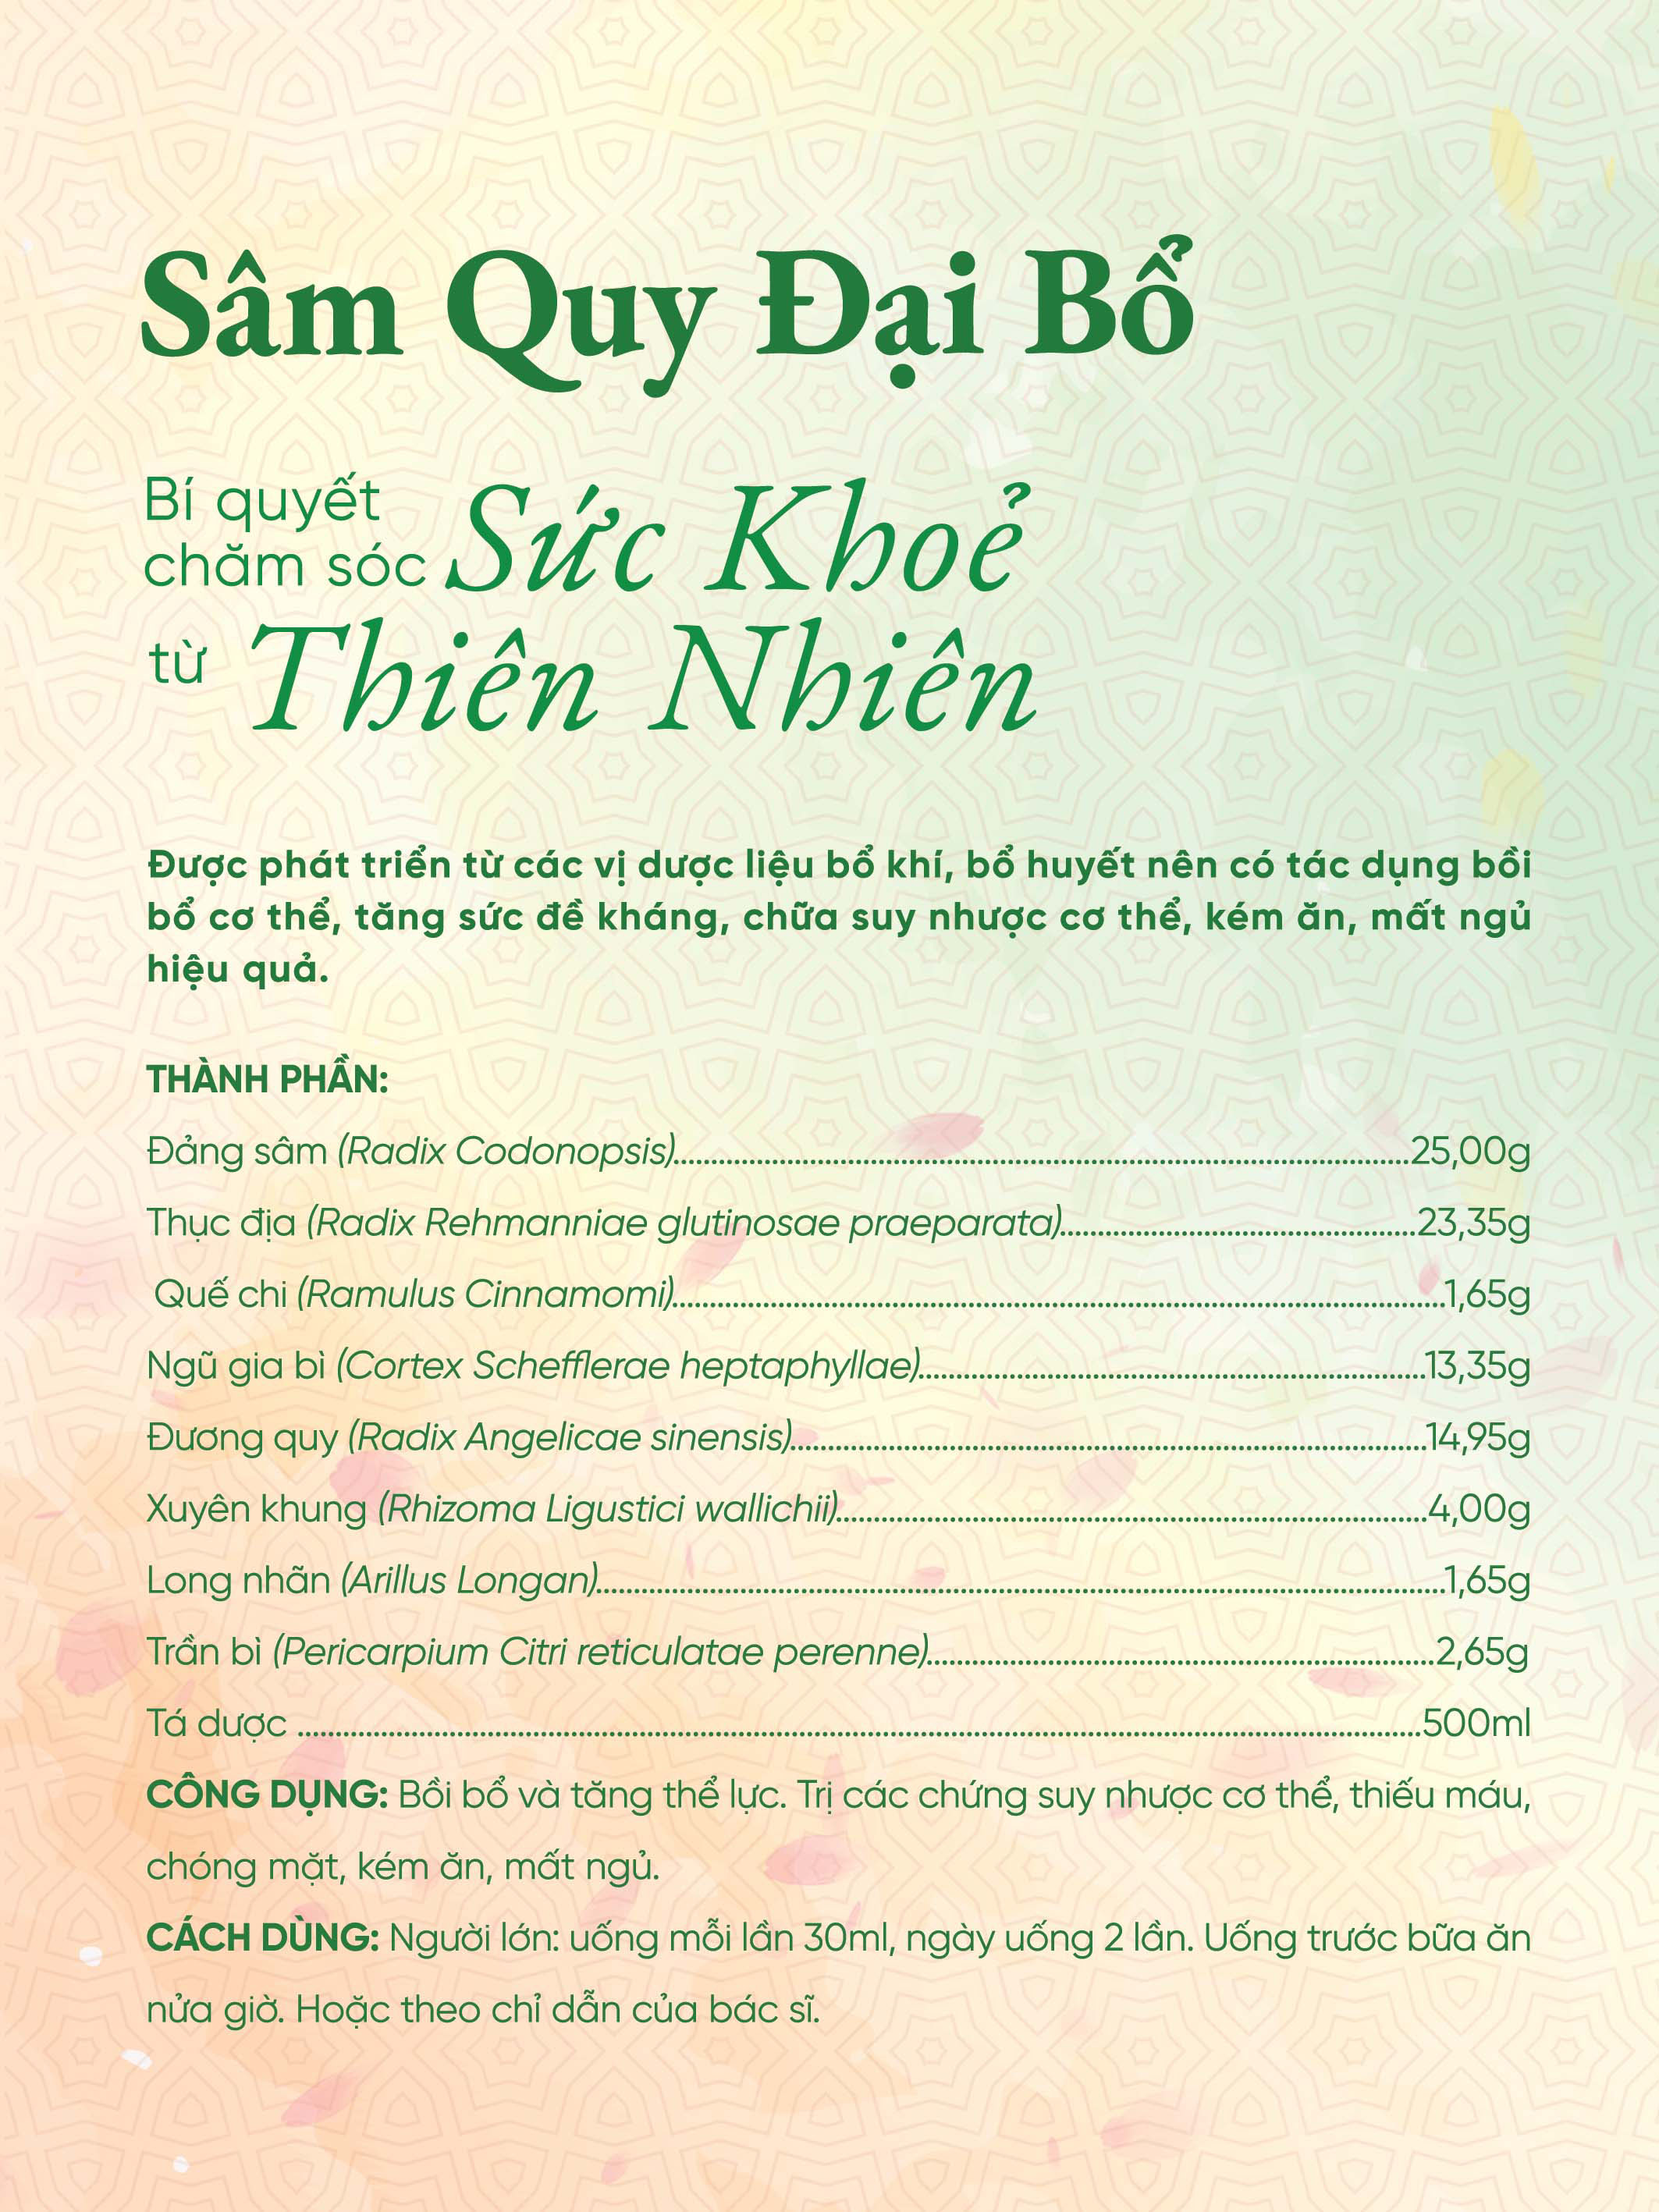 Sâm Quy Đại Bổ
Bí quyết
chăm sóc Sức Khoẻ
từ Thiên Nhiên
Được phát triển từ các vị dược liệu bổ khí, bổ huyết nên có tác dụng bồi
bổ cơ thể, tăng sức đề kháng, chữa suy nhược cơ thể, kém ăn, mất ngủ
hiệu quả.
THÀNH PHẦN:
Đảng sâm (Radix Codonopsis)..........25,00g
Thục địa (Radix Rehmanniae glutinosae praeparata)..........23,35g
Quế chi (Ramulus Cinnamomi)..........1,65g
Ngũ gia bì (Cortex Schefflerae heptaphyllae)..........13,35g
Đương quy (Radix Angelicae sinensis)..........14,95g
Xuyên khung (Rhizoma Ligustici wallichii)..........4,00g
Long nhãn (Arillus Longan)..........1,65g
Trần bì (Pericarpium Citri reticulatae perenne)..........2,65g
Tá dược ..........500ml
CÔNG DỤNG: Bồi bổ và tăng thể lực. Trị các chứng suy nhược cơ thể, thiếu máu,
chóng mặt, kém ăn, mất ngủ.
CÁCH DÙNG: Người lớn: uống mỗi lần 30ml, ngày uống 2 lần. Uống trước bữa ăn
nửa giờ. Hoặc theo chỉ dẫn của bác sĩ.